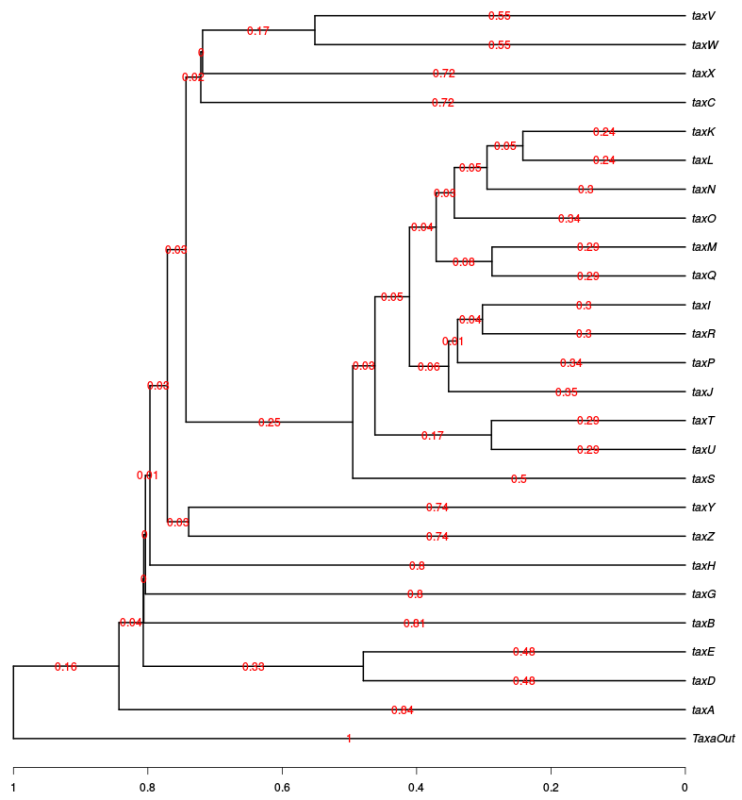 0.55 taxV
0.17
0.55 taxW
0
0.72 taxX
0.02
0.72 taxC
0.24 taxK
0.05
0.24 taxL
0.05
0.3 taxN
0.03
0.34 taxO
0.04
0.29 taxM
0.03
0.08
0.29 taxQ
0.05
0.3 taxI
0.04
0.3 taxR
0.01
0.34 taxP
0.03 0.06
0.03
0.35 taxJ
0.25
0.29 taxT
0.17
0.29 taxU
0.01
0.5 taxS
0.74 taxY
0.03
0
0.74 taxZ
0.8 taxH
0
0.8 taxG
0.04
0.81 taxB
0.48 taxE
0.16 0.33
0.48 taxD
0.84 taxA
1 TaxaOut
1 0.8 0.6 0.4 0.2 0